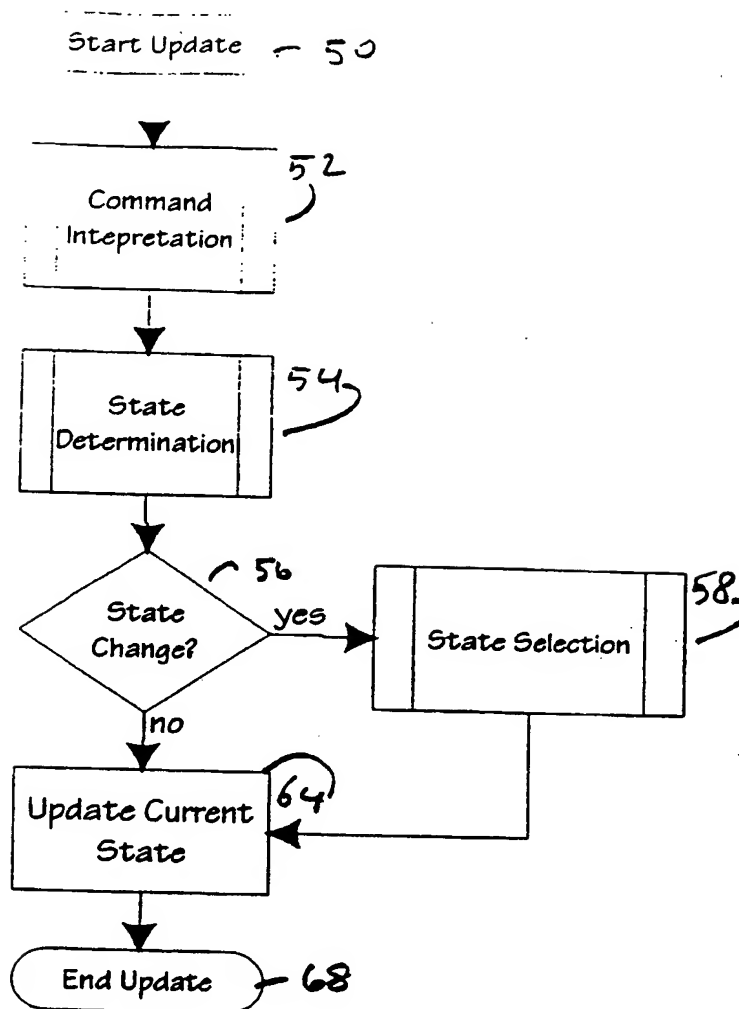 Start Update 50
52
Command
Intepretation
54
State
Determination
56
State
Change?
yes
58
State Selection
no
64
Update Current
State
End Update 68